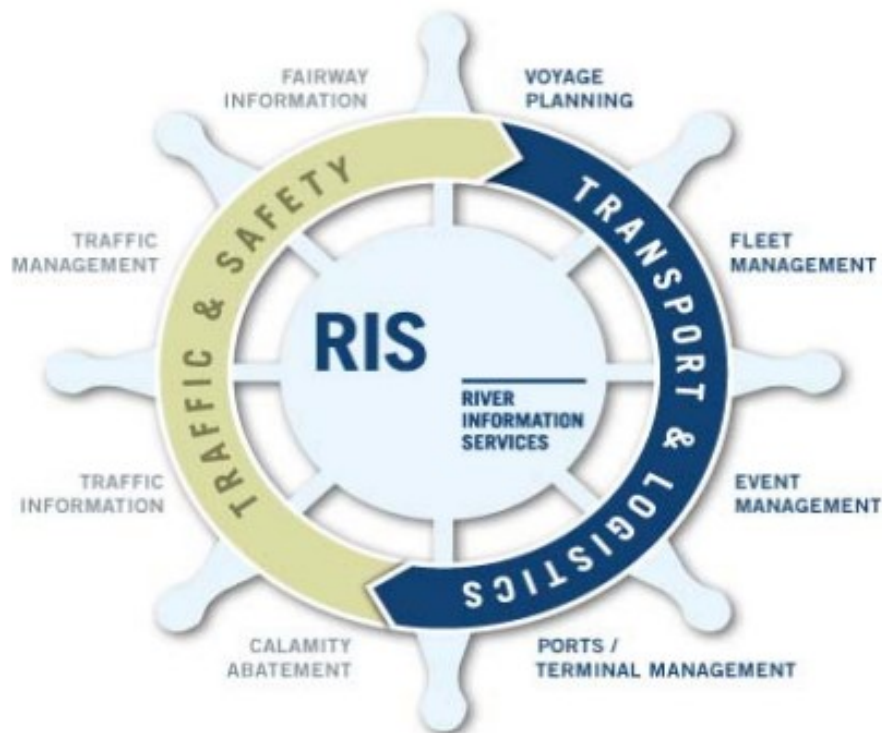 FAIRWAY
INFORMATION
VOYAGE
PLANNING
TRAFFIC & SAFETY
TRANSPORT & LOGISTICS
TRAFFIC
MANAGEMENT
FLEET
MANAGEMENT
RIS
RIVER
INFORMATION
SERVICES
TRAFFIC
INFORMATION
EVENT
MANAGEMENT
CALAMITY
ABATEMENT
PORTS /
TERMINAL MANAGEMENT